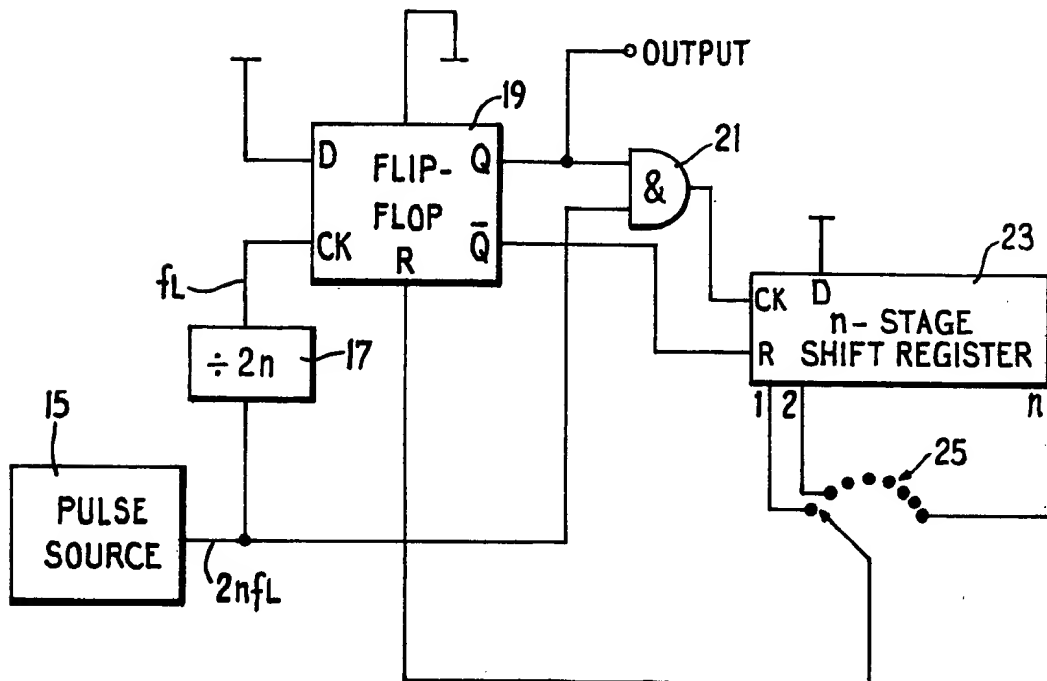 OUTPUT
19
21
D
FLIP-
FLOP
Q
&
CK
R
Q̄
23
fL
CK
D
n- STAGE
SHIFT REGISTER
R
÷ 2n
17
1
2
n
15
25
PULSE
SOURCE
2nfL